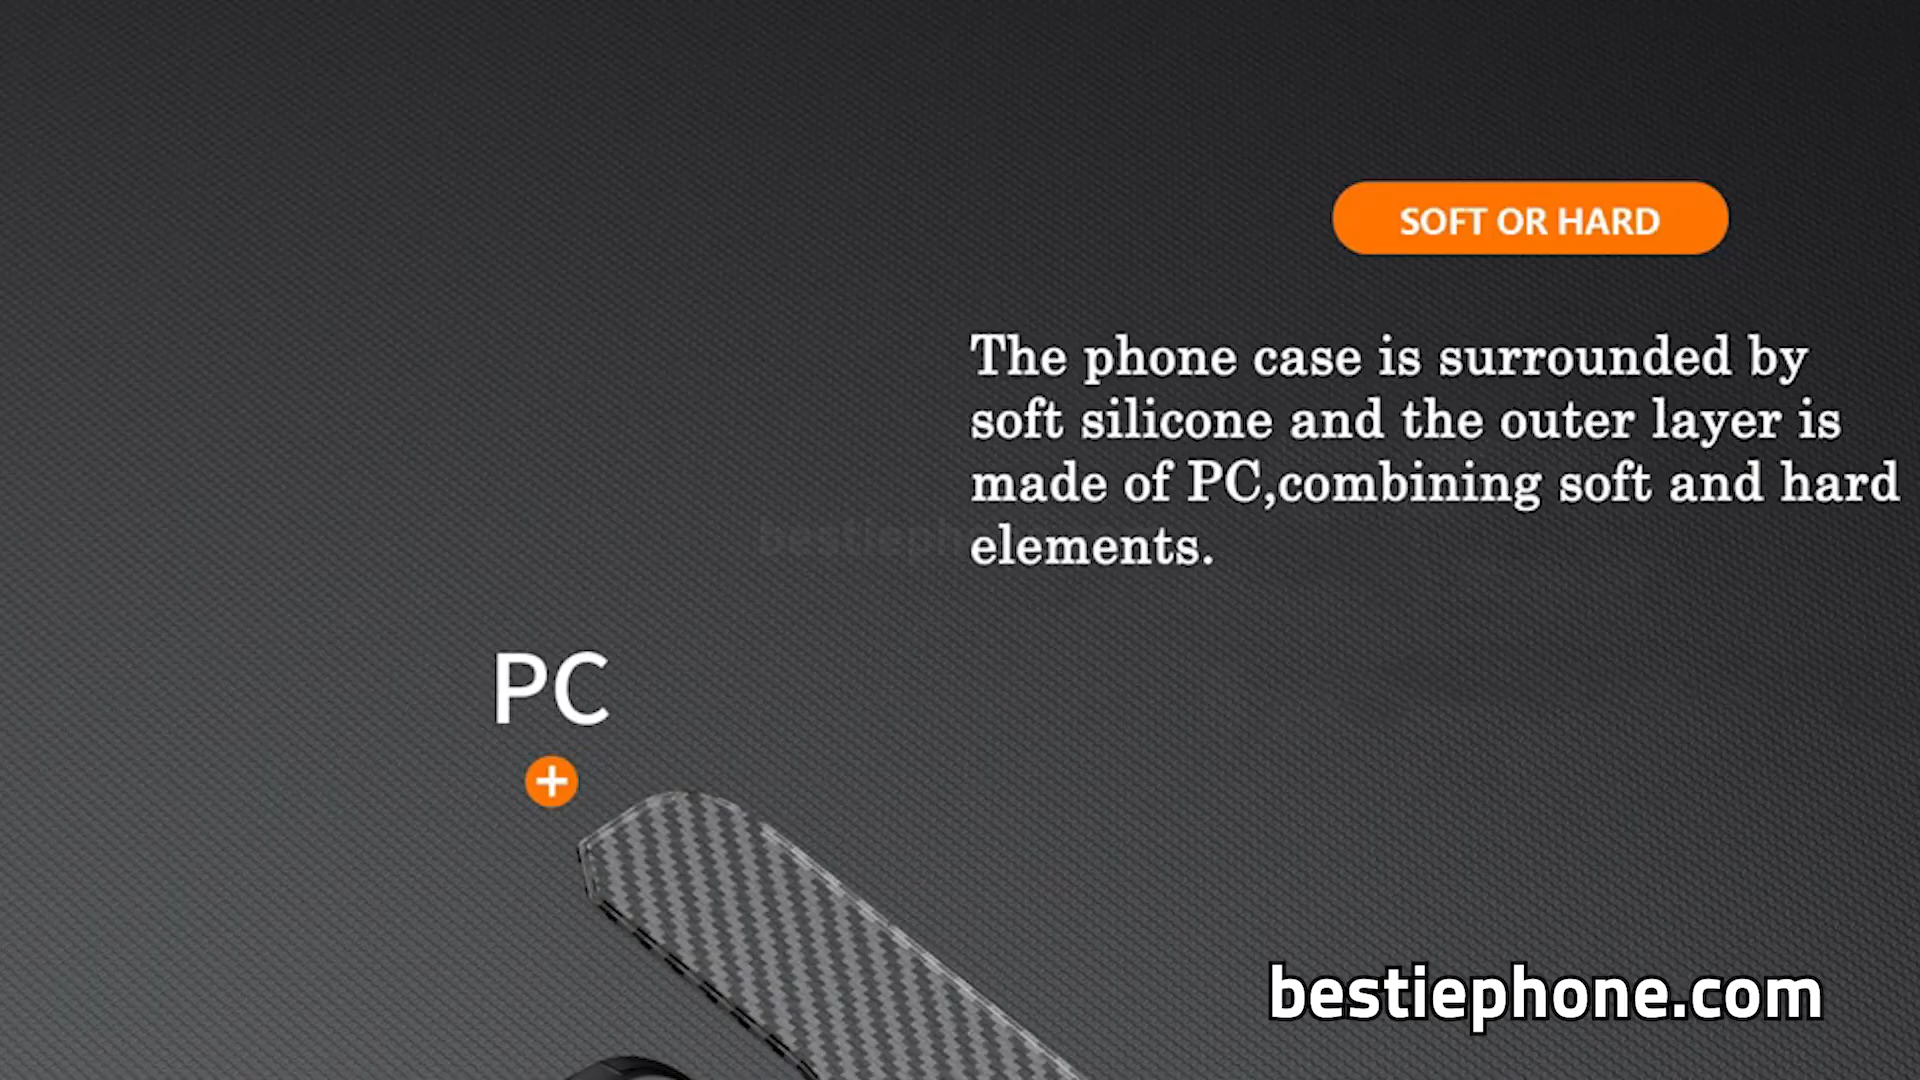 SOFT OR HARD
The phone case is surrounded by
soft silicone and the outer layer is
made of PC,combining soft and hard
elements.
bestieph
PC
+
bestiephone.com